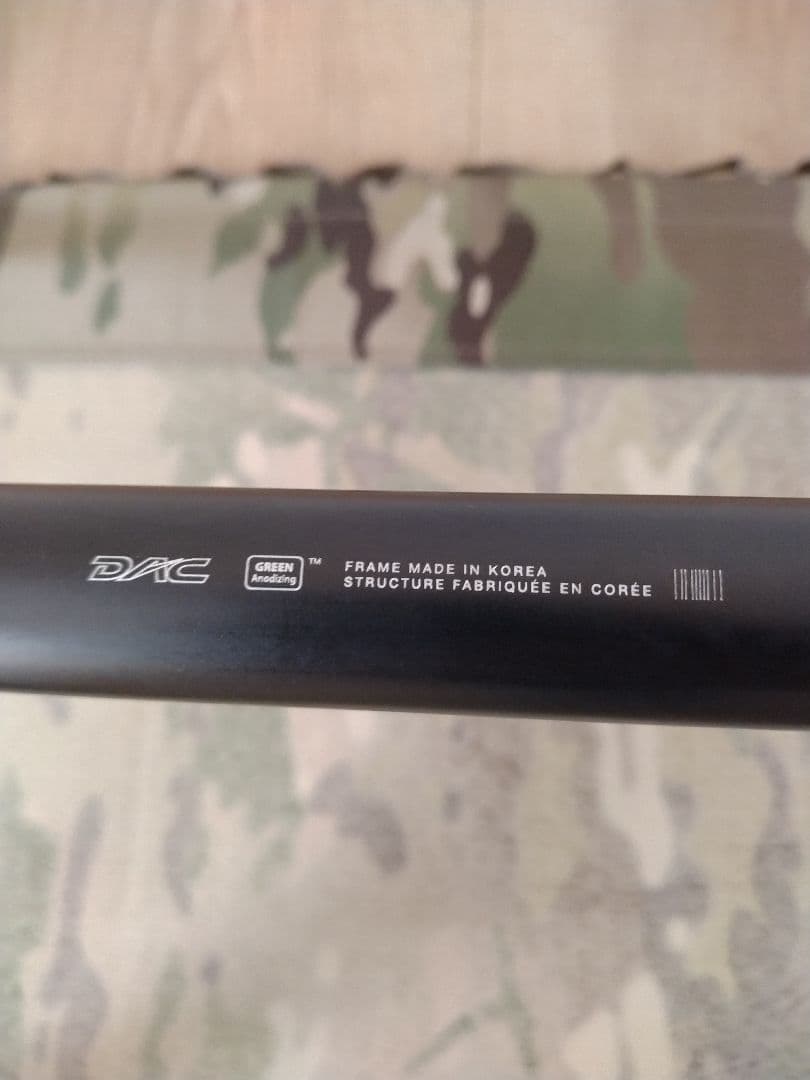 DAC
GREEN
Anodizing
™
FRAME MADE IN KOREA
STRUCTURE FABRIQUÉE EN CORÉE